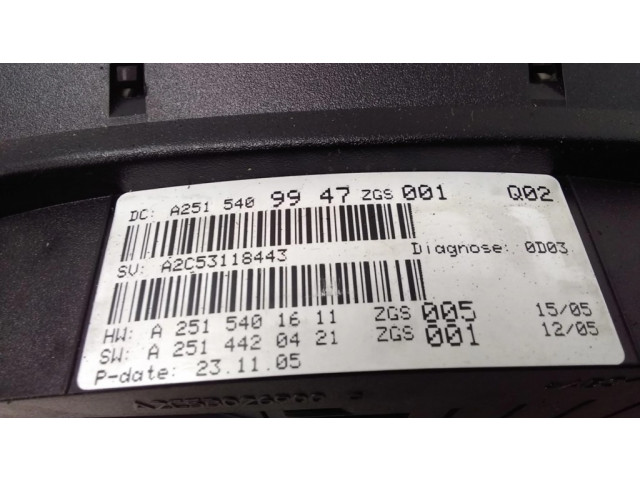 DC: A251 540 99 47 ZGS 001 Q02
SV: A2C53118443 Diagnose: 0D03
HW: A 251 540 16 11 ZGS 005 15/05
SW: A 251 442 04 21 ZGS 001 12/05
P-date: 23.11.05